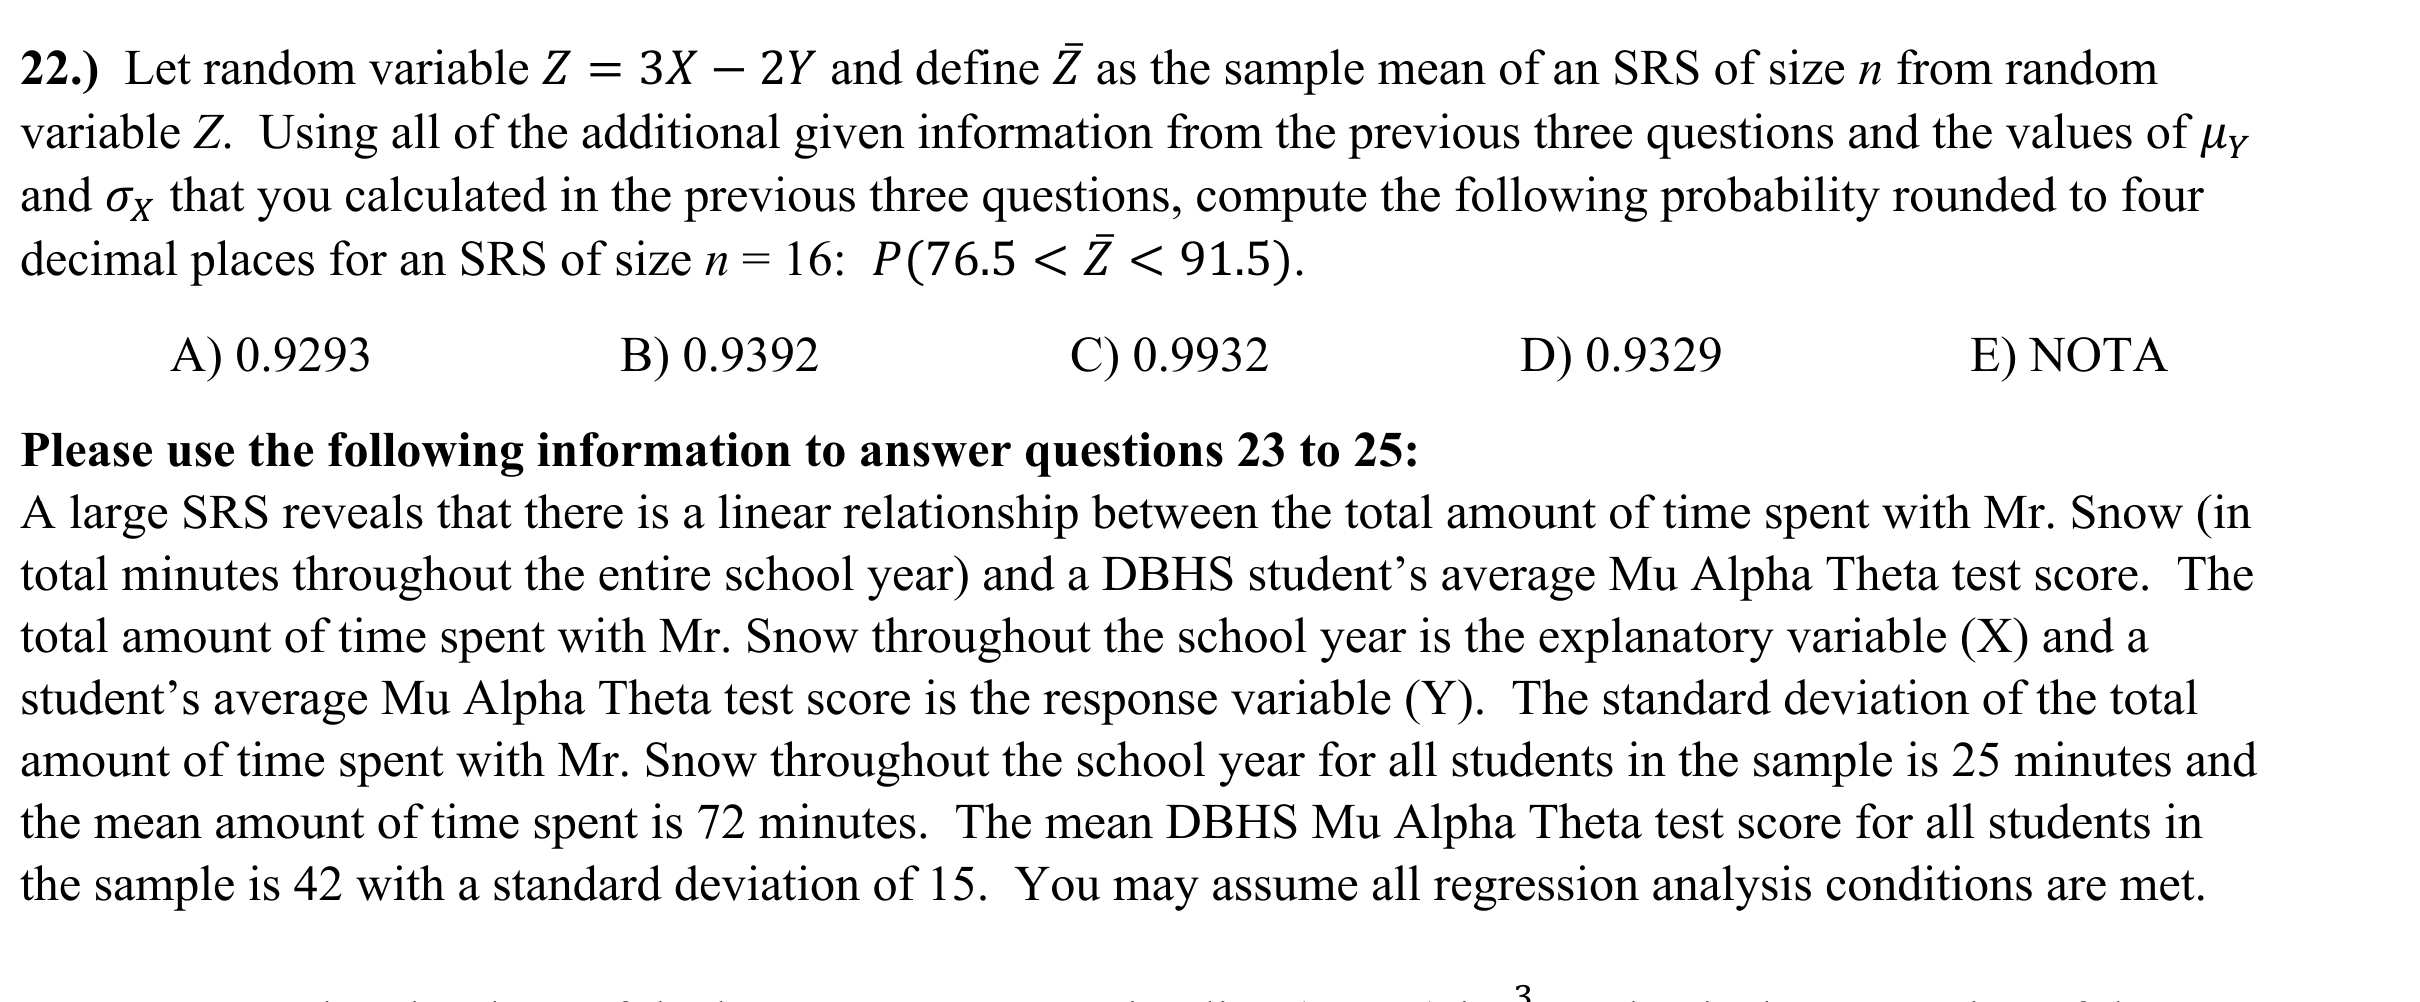 22.) Let random variable Z = 3X − 2Y and define Z̄ as the sample mean of an SRS of size n from random
variable Z. Using all of the additional given information from the previous three questions and the values of μ_Y
and σ_X that you calculated in the previous three questions, compute the following probability rounded to four
decimal places for an SRS of size n = 16: P(76.5 < Z̄ < 91.5).
A) 0.9293 B) 0.9392 C) 0.9932 D) 0.9329 E) NOTA
Please use the following information to answer questions 23 to 25:
A large SRS reveals that there is a linear relationship between the total amount of time spent with Mr. Snow (in
total minutes throughout the entire school year) and a DBHS student’s average Mu Alpha Theta test score. The
total amount of time spent with Mr. Snow throughout the school year is the explanatory variable (X) and a
student’s average Mu Alpha Theta test score is the response variable (Y). The standard deviation of the total
amount of time spent with Mr. Snow throughout the school year for all students in the sample is 25 minutes and
the mean amount of time spent is 72 minutes. The mean DBHS Mu Alpha Theta test score for all students in
the sample is 42 with a standard deviation of 15. You may assume all regression analysis conditions are met.
3